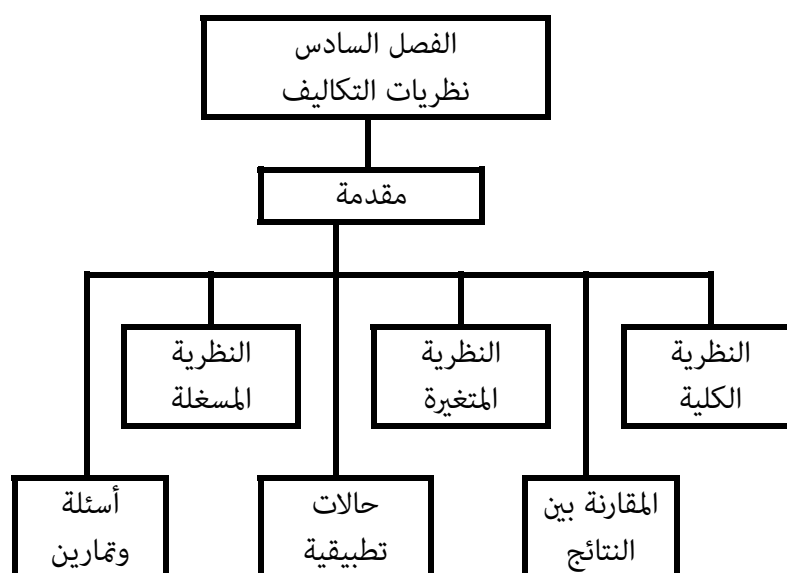 الفصل السادس
نظريات التكاليف
مقدمة
النظرية
الكلية
النظرية
المتغيرة
النظرية
المسغلة
المقارنة بين
النتائج
حالات
تطبيقية
أسئلة
وتمارين